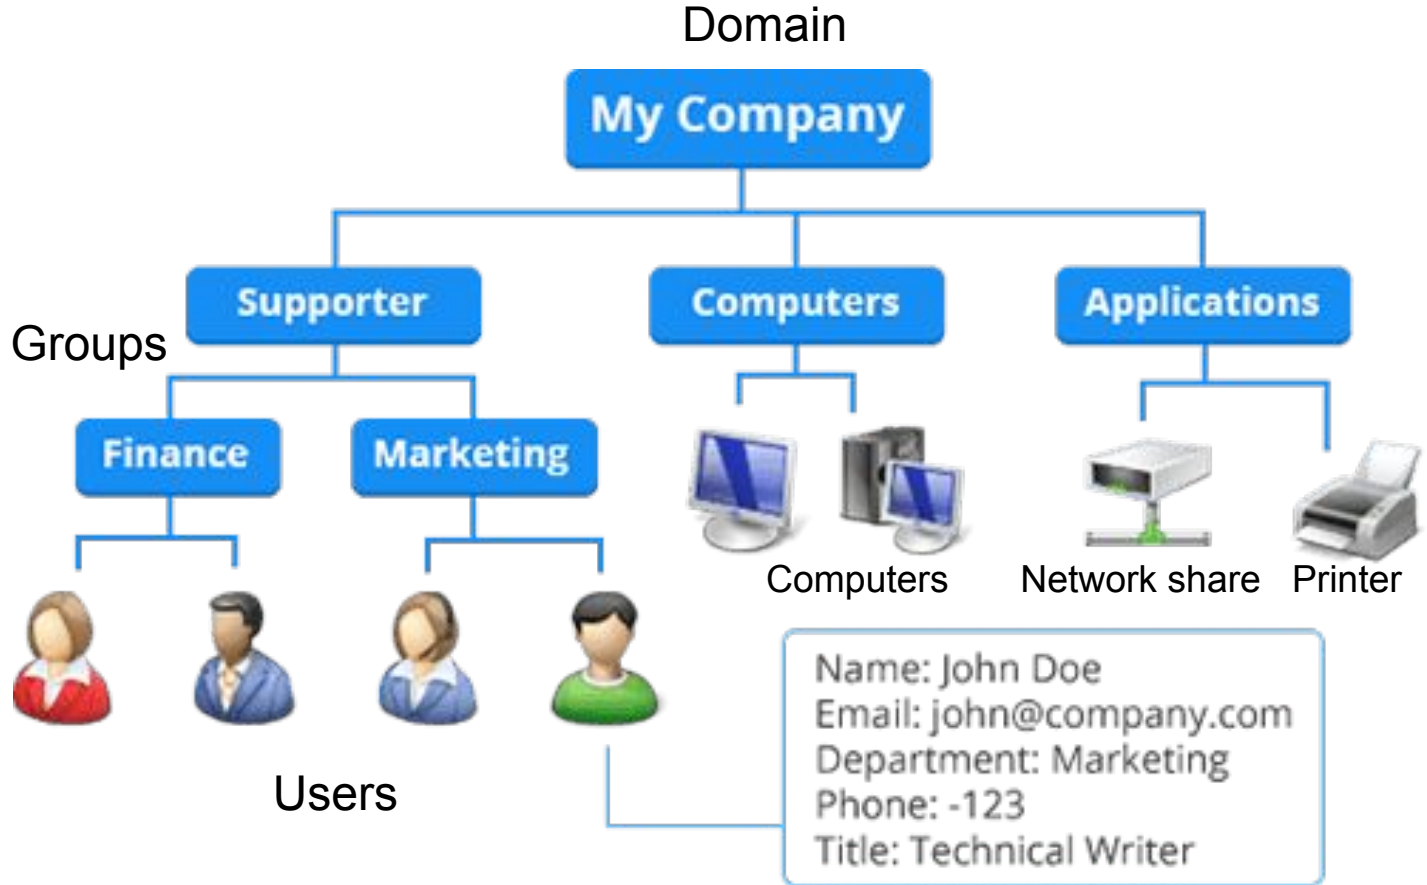 Domain
My Company
Supporter
Computers
Applications
Groups
Finance
Marketing
Computers
Network share
Printer
Users
Name: John Doe
Email: john@company.com
Department: Marketing
Phone: -123
Title: Technical Writer